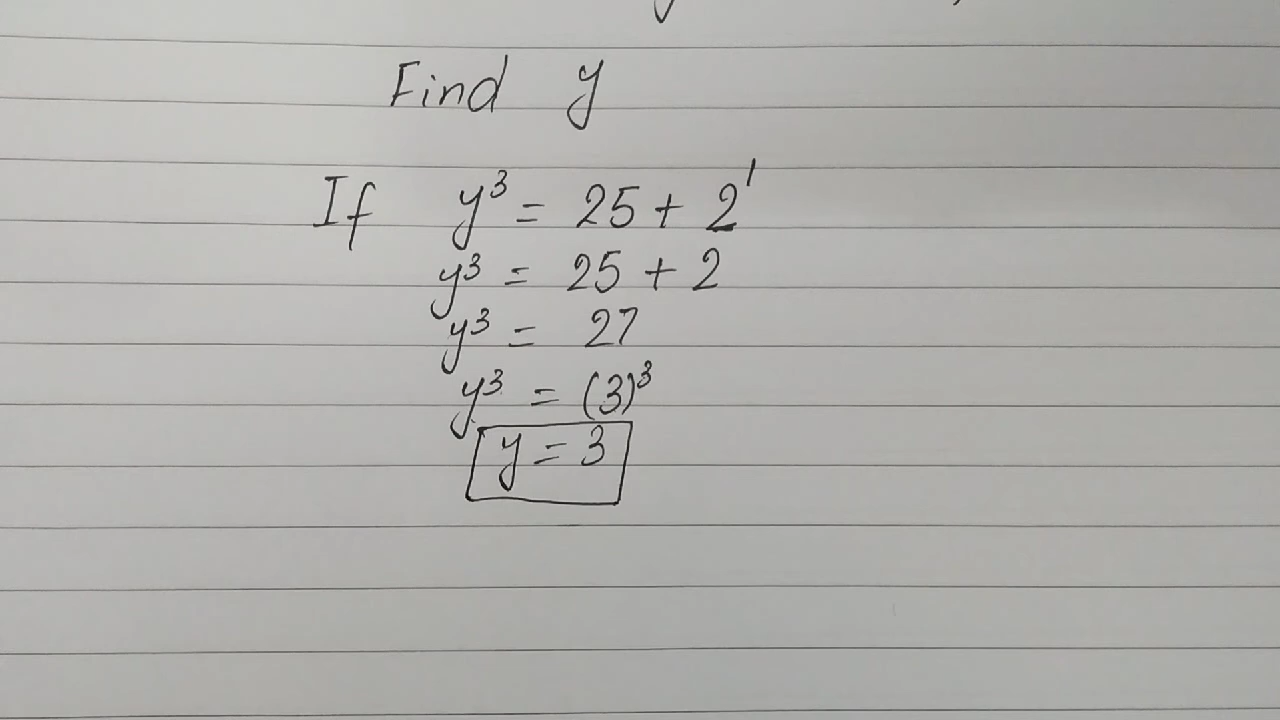 Find y
If y³ = 25 + 2¹
y³ = 25 + 2
y³ = 27
y³ = (3)³
y = 3